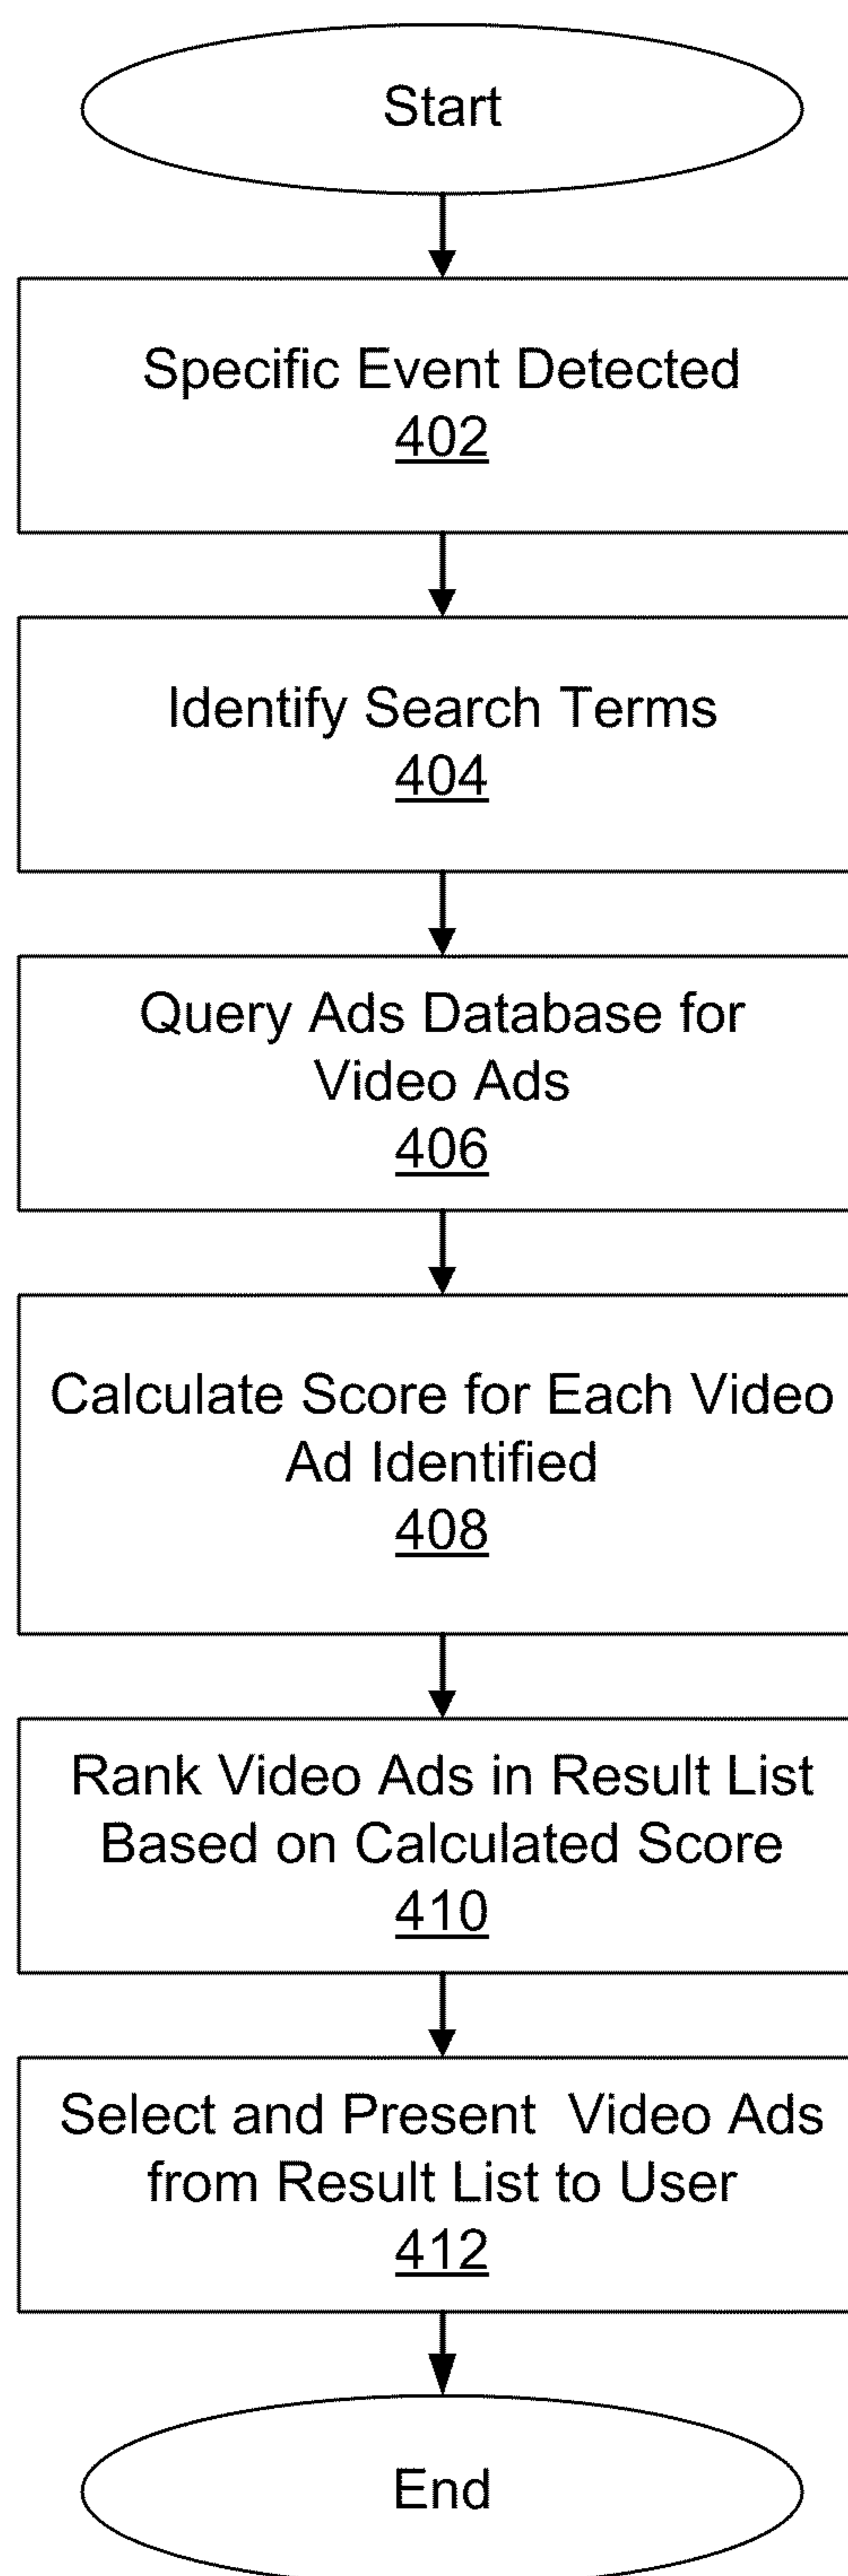 Start
Specific Event Detected
402
Identify Search Terms
404
Query Ads Database for
Video Ads
406
Calculate Score for Each Video
Ad Identified
408
Rank Video Ads in Result List
Based on Calculated Score
410
Select and Present  Video Ads
from Result List to User
412
End